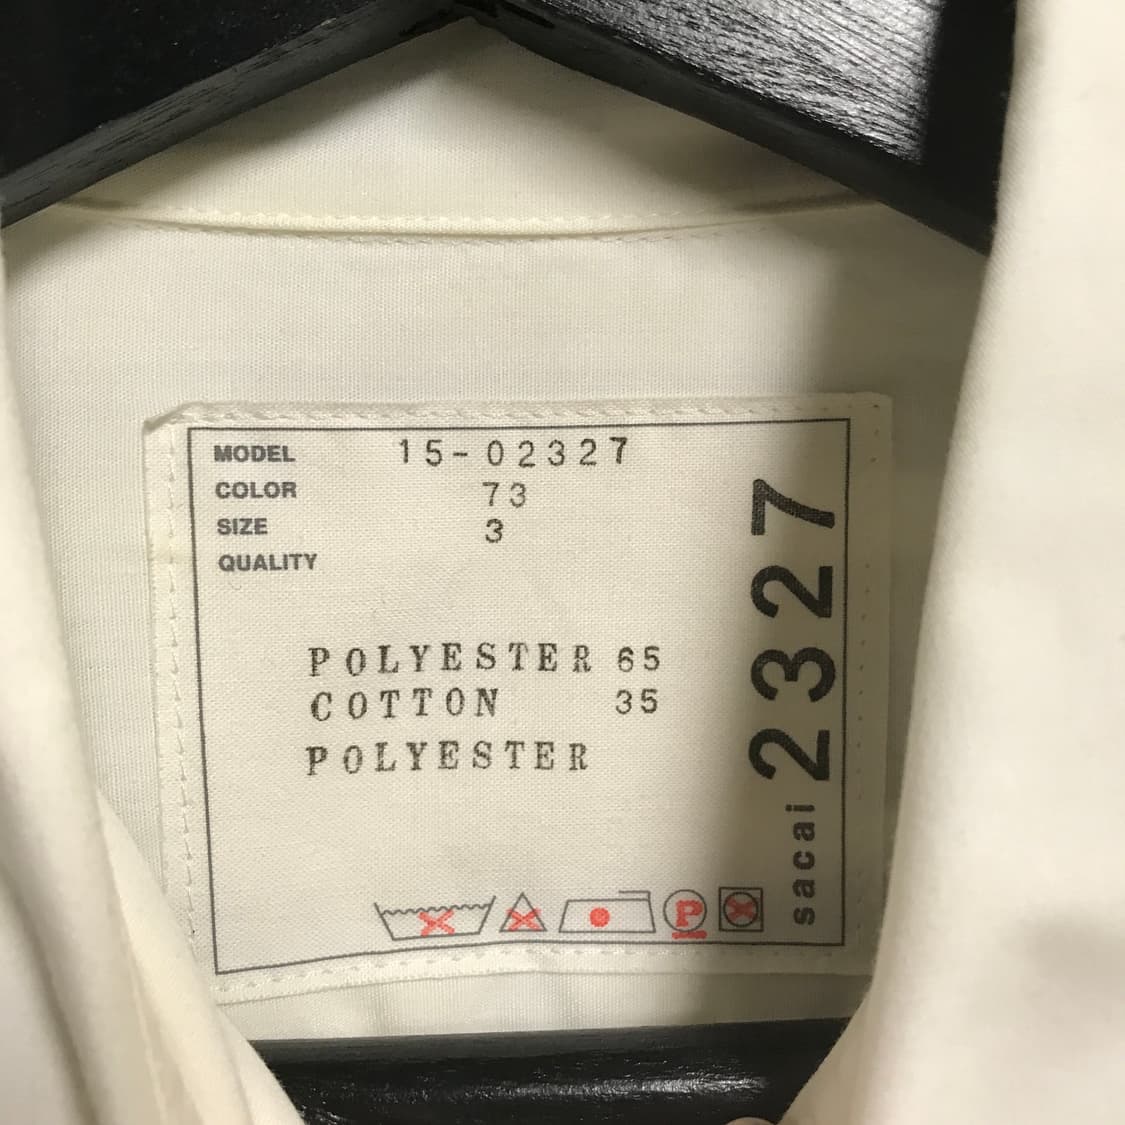 MODEL 15-02327
COLOR 73
SIZE 3
QUALITY
POLYESTER 65
COTTON 35
POLYESTER
P
sacai 2327